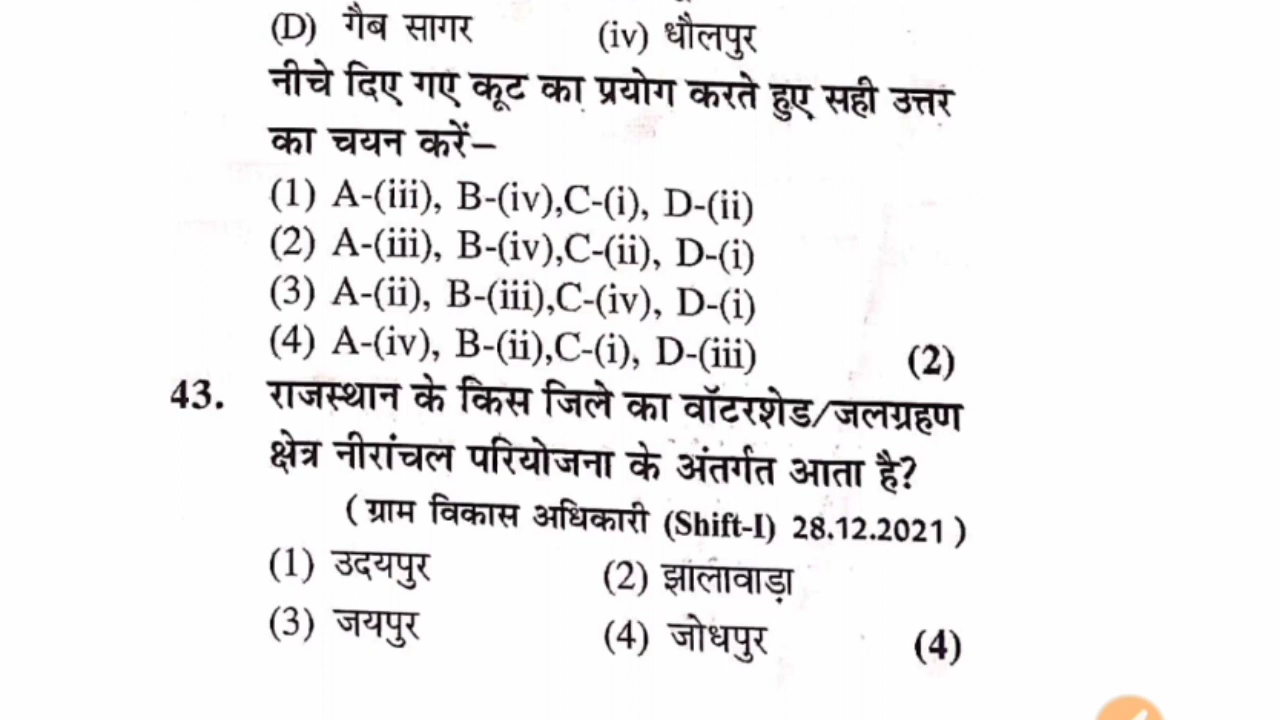 (D) गैब सागर (iv) धौलपुर
नीचे दिए गए कूट का प्रयोग करते हुए सही उत्तर
का चयन करें–
(1) A-(iii), B-(iv),C-(i), D-(ii)
(2) A-(iii), B-(iv),C-(ii), D-(i)
(3) A-(ii), B-(iii),C-(iv), D-(i)
(4) A-(iv), B-(ii),C-(i), D-(iii) (2)
43. राजस्थान के किस जिले का वॉटरशेड/जलग्रहण
क्षेत्र नीरांचल परियोजना के अंतर्गत आता है?
(ग्राम विकास अधिकारी (Shift-I) 28.12.2021)
(1) उदयपुर (2) झालावाड़ा
(3) जयपुर (4) जोधपुर (4)